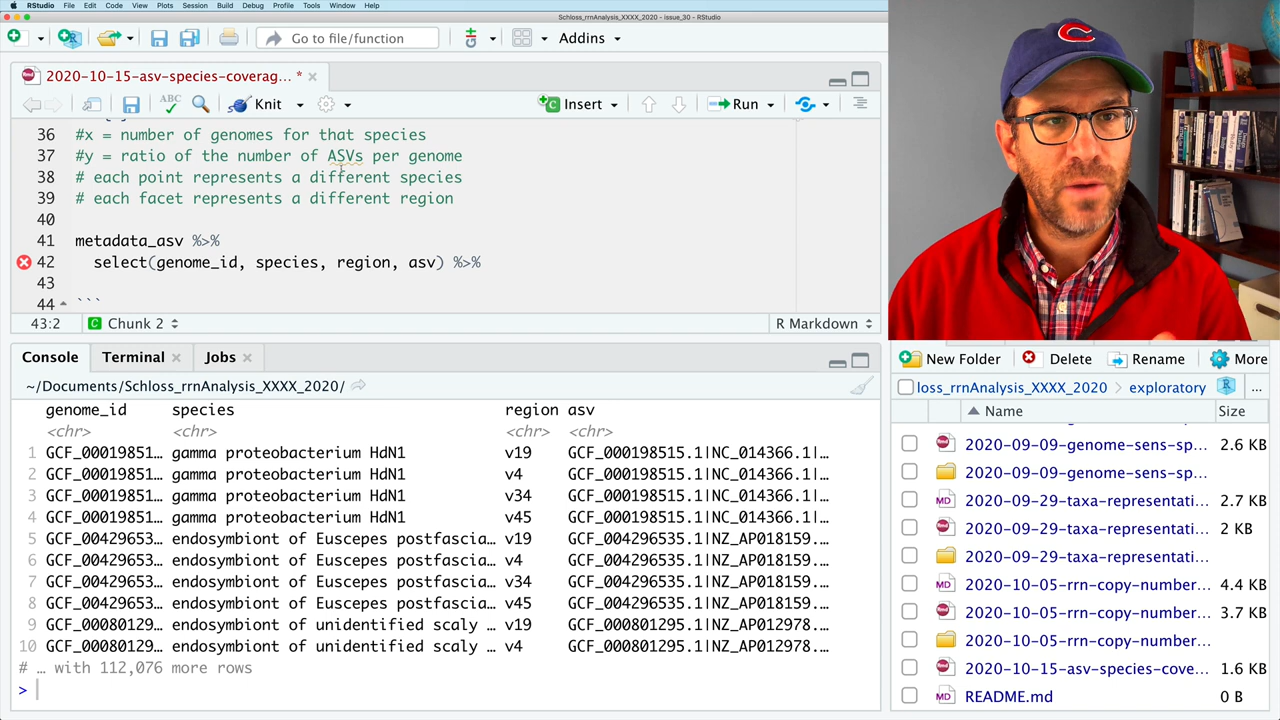 RStudio File Edit Code View Plots Session Build Debug Profile Tools Window Help
Schloss_rrnAnalysis_XXXX_2020 - issue_30 - RStudio
Go to file/function
Addins
2020-10-15-asv-species-coverag... *
ABC
Knit
Insert
Run
36 #x = number of genomes for that species
37 #y = ratio of the number of ASVs per genome
38 # each point represents a different species
39 # each facet represents a different region
40
41 metadata_asv %>%
42 select(genome_id, species, region, asv) %>%
43
44 ```
43:2 Chunk 2 R Markdown
Console Terminal Jobs
~/Documents/Schloss_rrnAnalysis_XXXX_2020/
genome_id species region asv
<chr> <chr> <chr> <chr>
1 GCF_00019851… gamma proteobacterium HdN1 v19 GCF_000198515.1|NC_014366.1|…
2 GCF_00019851… gamma proteobacterium HdN1 v4 GCF_000198515.1|NC_014366.1|…
3 GCF_00019851… gamma proteobacterium HdN1 v34 GCF_000198515.1|NC_014366.1|…
4 GCF_00019851… gamma proteobacterium HdN1 v45 GCF_000198515.1|NC_014366.1|…
5 GCF_00429653… endosymbiont of Euscepes postfascia… v19 GCF_004296535.1|NZ_AP018159.…
6 GCF_00429653… endosymbiont of Euscepes postfascia… v4 GCF_004296535.1|NZ_AP018159.…
7 GCF_00429653… endosymbiont of Euscepes postfascia… v34 GCF_004296535.1|NZ_AP018159.…
8 GCF_00429653… endosymbiont of Euscepes postfascia… v45 GCF_004296535.1|NZ_AP018159.…
9 GCF_00080129… endosymbiont of unidentified scaly … v19 GCF_000801295.1|NZ_AP012978.…
10 GCF_00080129… endosymbiont of unidentified scaly … v4 GCF_000801295.1|NZ_AP012978.…
# … with 112,076 more rows
>
New Folder Delete Rename More
loss_rrnAnalysis_XXXX_2020 exploratory ...
Name Size
2020-09-09-genome-sens-sp... 2.6 KB
2020-09-09-genome-sens-sp...
2020-09-29-taxa-representati... 2.7 KB
2020-09-29-taxa-representati... 2 KB
2020-09-29-taxa-representati...
2020-10-05-rrn-copy-number... 4.4 KB
2020-10-05-rrn-copy-number... 3.7 KB
2020-10-05-rrn-copy-number...
2020-10-15-asv-species-cove... 1.6 KB
README.md 0 B